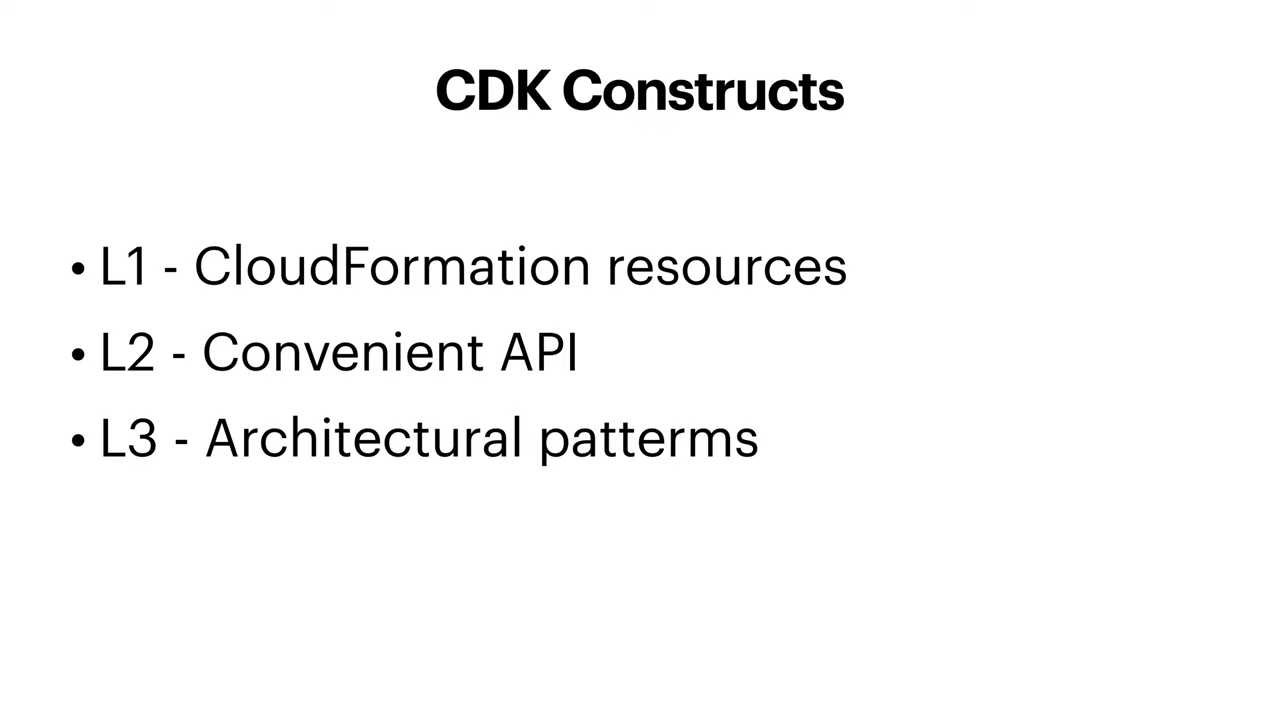 CDK Constructs
• L1 - CloudFormation resources
• L2 - Convenient API
• L3 - Architectural patterms